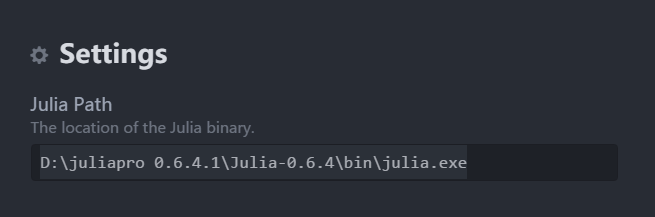 Settings
Julia Path
The location of the Julia binary.
D:\juliapro 0.6.4.1\Julia-0.6.4\bin\julia.exe